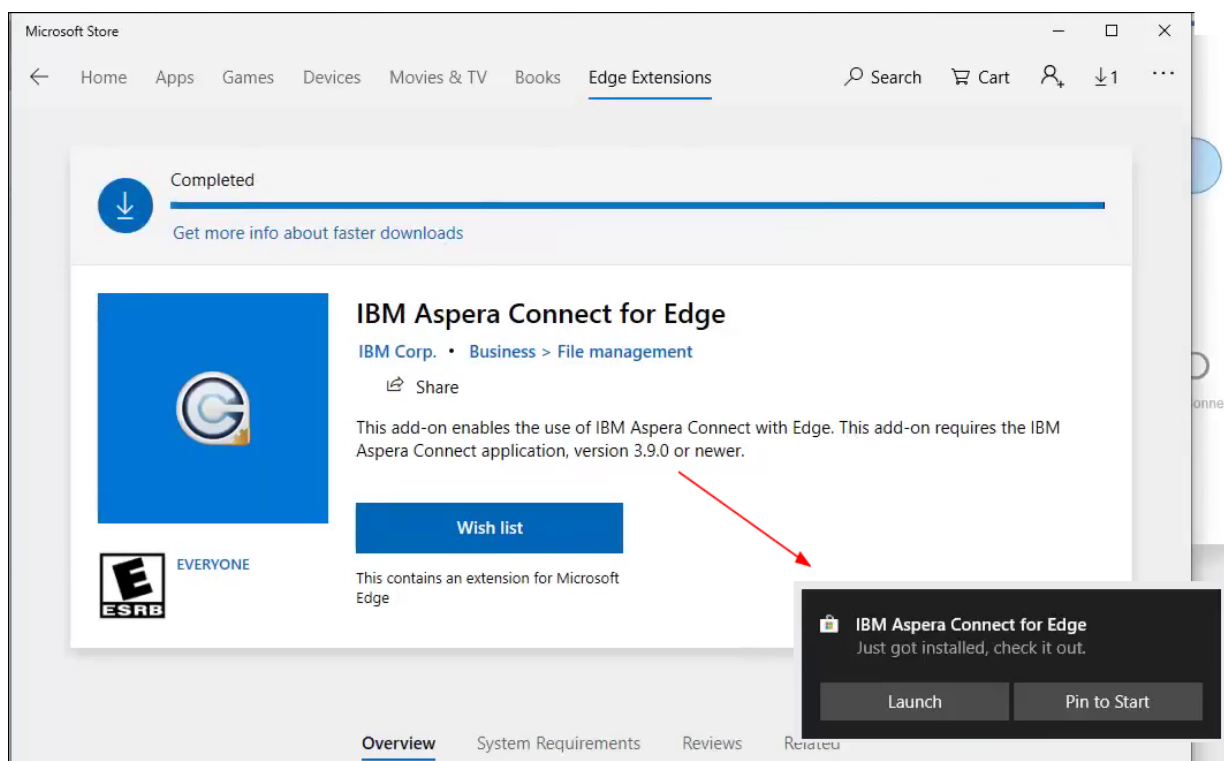 Microsoft Store
Home Apps Games Devices Movies & TV Books Edge Extensions Search Cart 1
Completed
Get more info about faster downloads
IBM Aspera Connect for Edge
IBM Corp. • Business > File management
Share
This add-on enables the use of IBM Aspera Connect with Edge. This add-on requires the IBM
Aspera Connect application, version 3.9.0 or newer.
Wish list
E
ESRB
EVERYONE
This contains an extension for Microsoft
Edge
IBM Aspera Connect for Edge
Just got installed, check it out.
Launch Pin to Start
Overview System Requirements Reviews Related